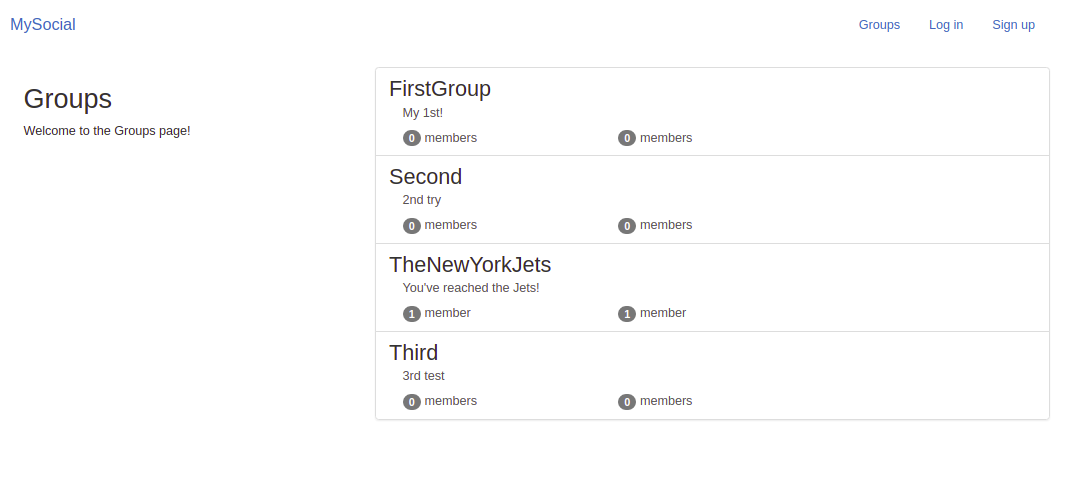 MySocial
Groups Log in Sign up
Groups
Welcome to the Groups page!
FirstGroup
My 1st!
0 members 0 members
Second
2nd try
0 members 0 members
TheNewYorkJets
You've reached the Jets!
1 member 1 member
Third
3rd test
0 members 0 members